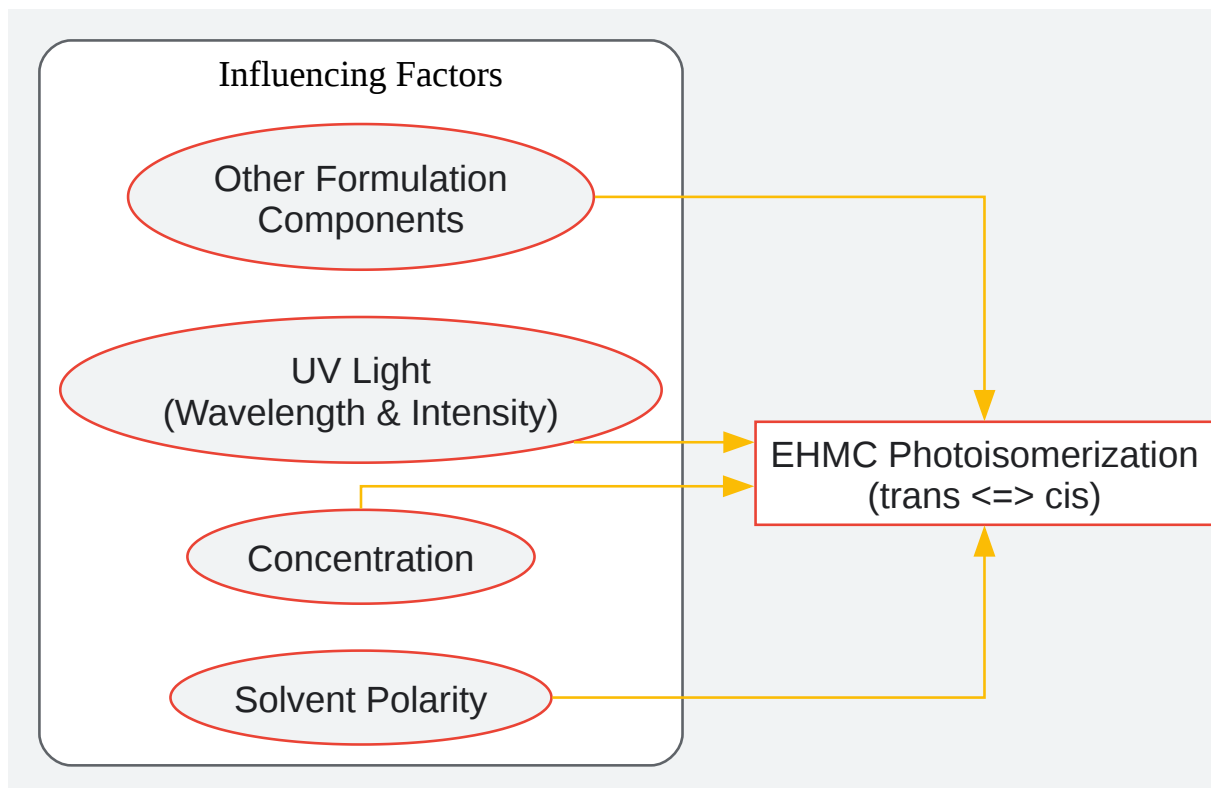 Influencing Factors
Other Formulation
Components
UV Light
(Wavelength & Intensity)
EHMC Photoisomerization
(trans <=> cis)
Concentration
Solvent Polarity